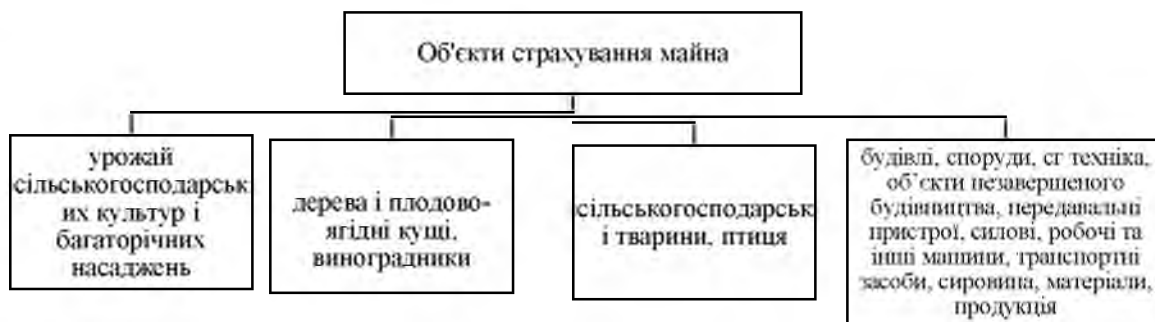 Об'єкти страхування майна
урожай
сільськогосподарськ
их культур і
багаторічних
насаджень
дерева і плодово-
ягідні кущі,
виноградники
сільськогосподарськ
і тварини, птиця
будівлі, споруди, сг техніка,
об’єкти незавершеного
будівництва, передавальні
пристрої, силові, робочі та
інші машини, транспортні
засоби, сировина, матеріали,
продукція